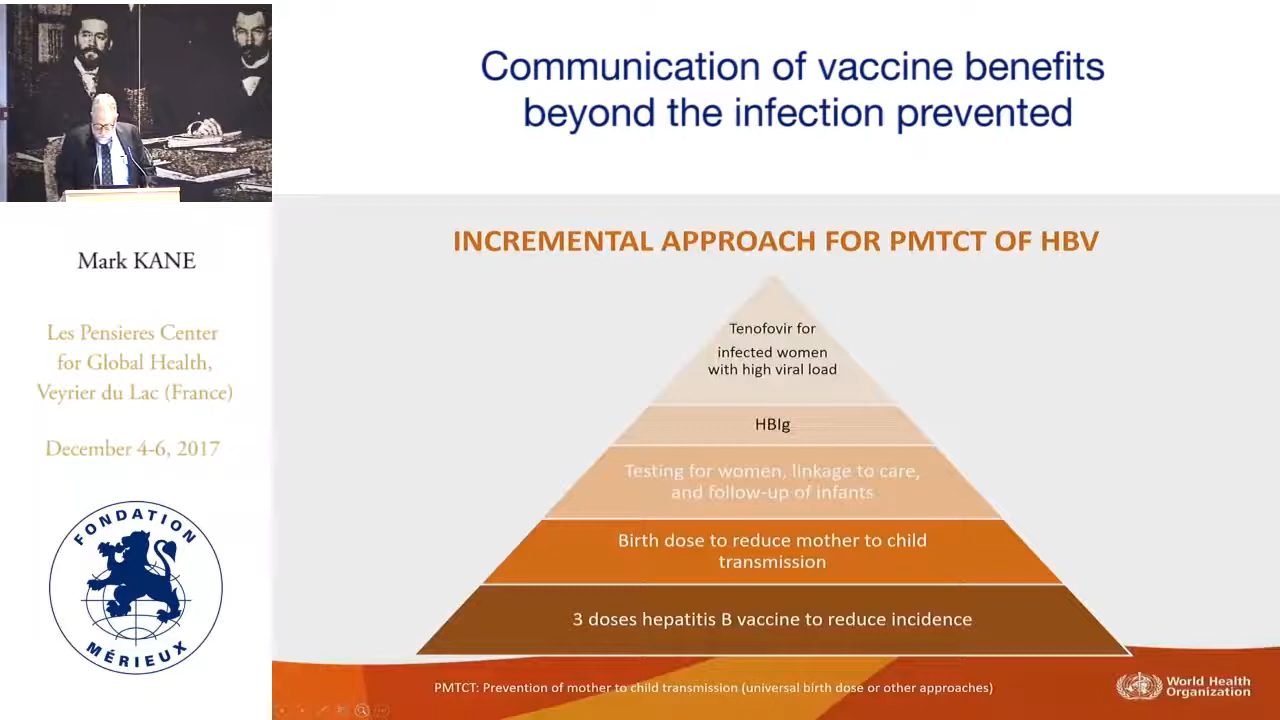 Communication of vaccine benefits
beyond the infection prevented
Mark KANE
Les Pensieres Center
for Global Health,
Veyrier du Lac (France)
December 4-6, 2017
FONDATION
MÉRIEUX
INCREMENTAL APPROACH FOR PMTCT OF HBV
Tenofovir for
infected women
with high viral load
HBIg
Testing for women, linkage to care,
and follow-up of infants
Birth dose to reduce mother to child
transmission
3 doses hepatitis B vaccine to reduce incidence
PMTCT: Prevention of mother to child transmission (universal birth dose or other approaches)
World Health
Organization